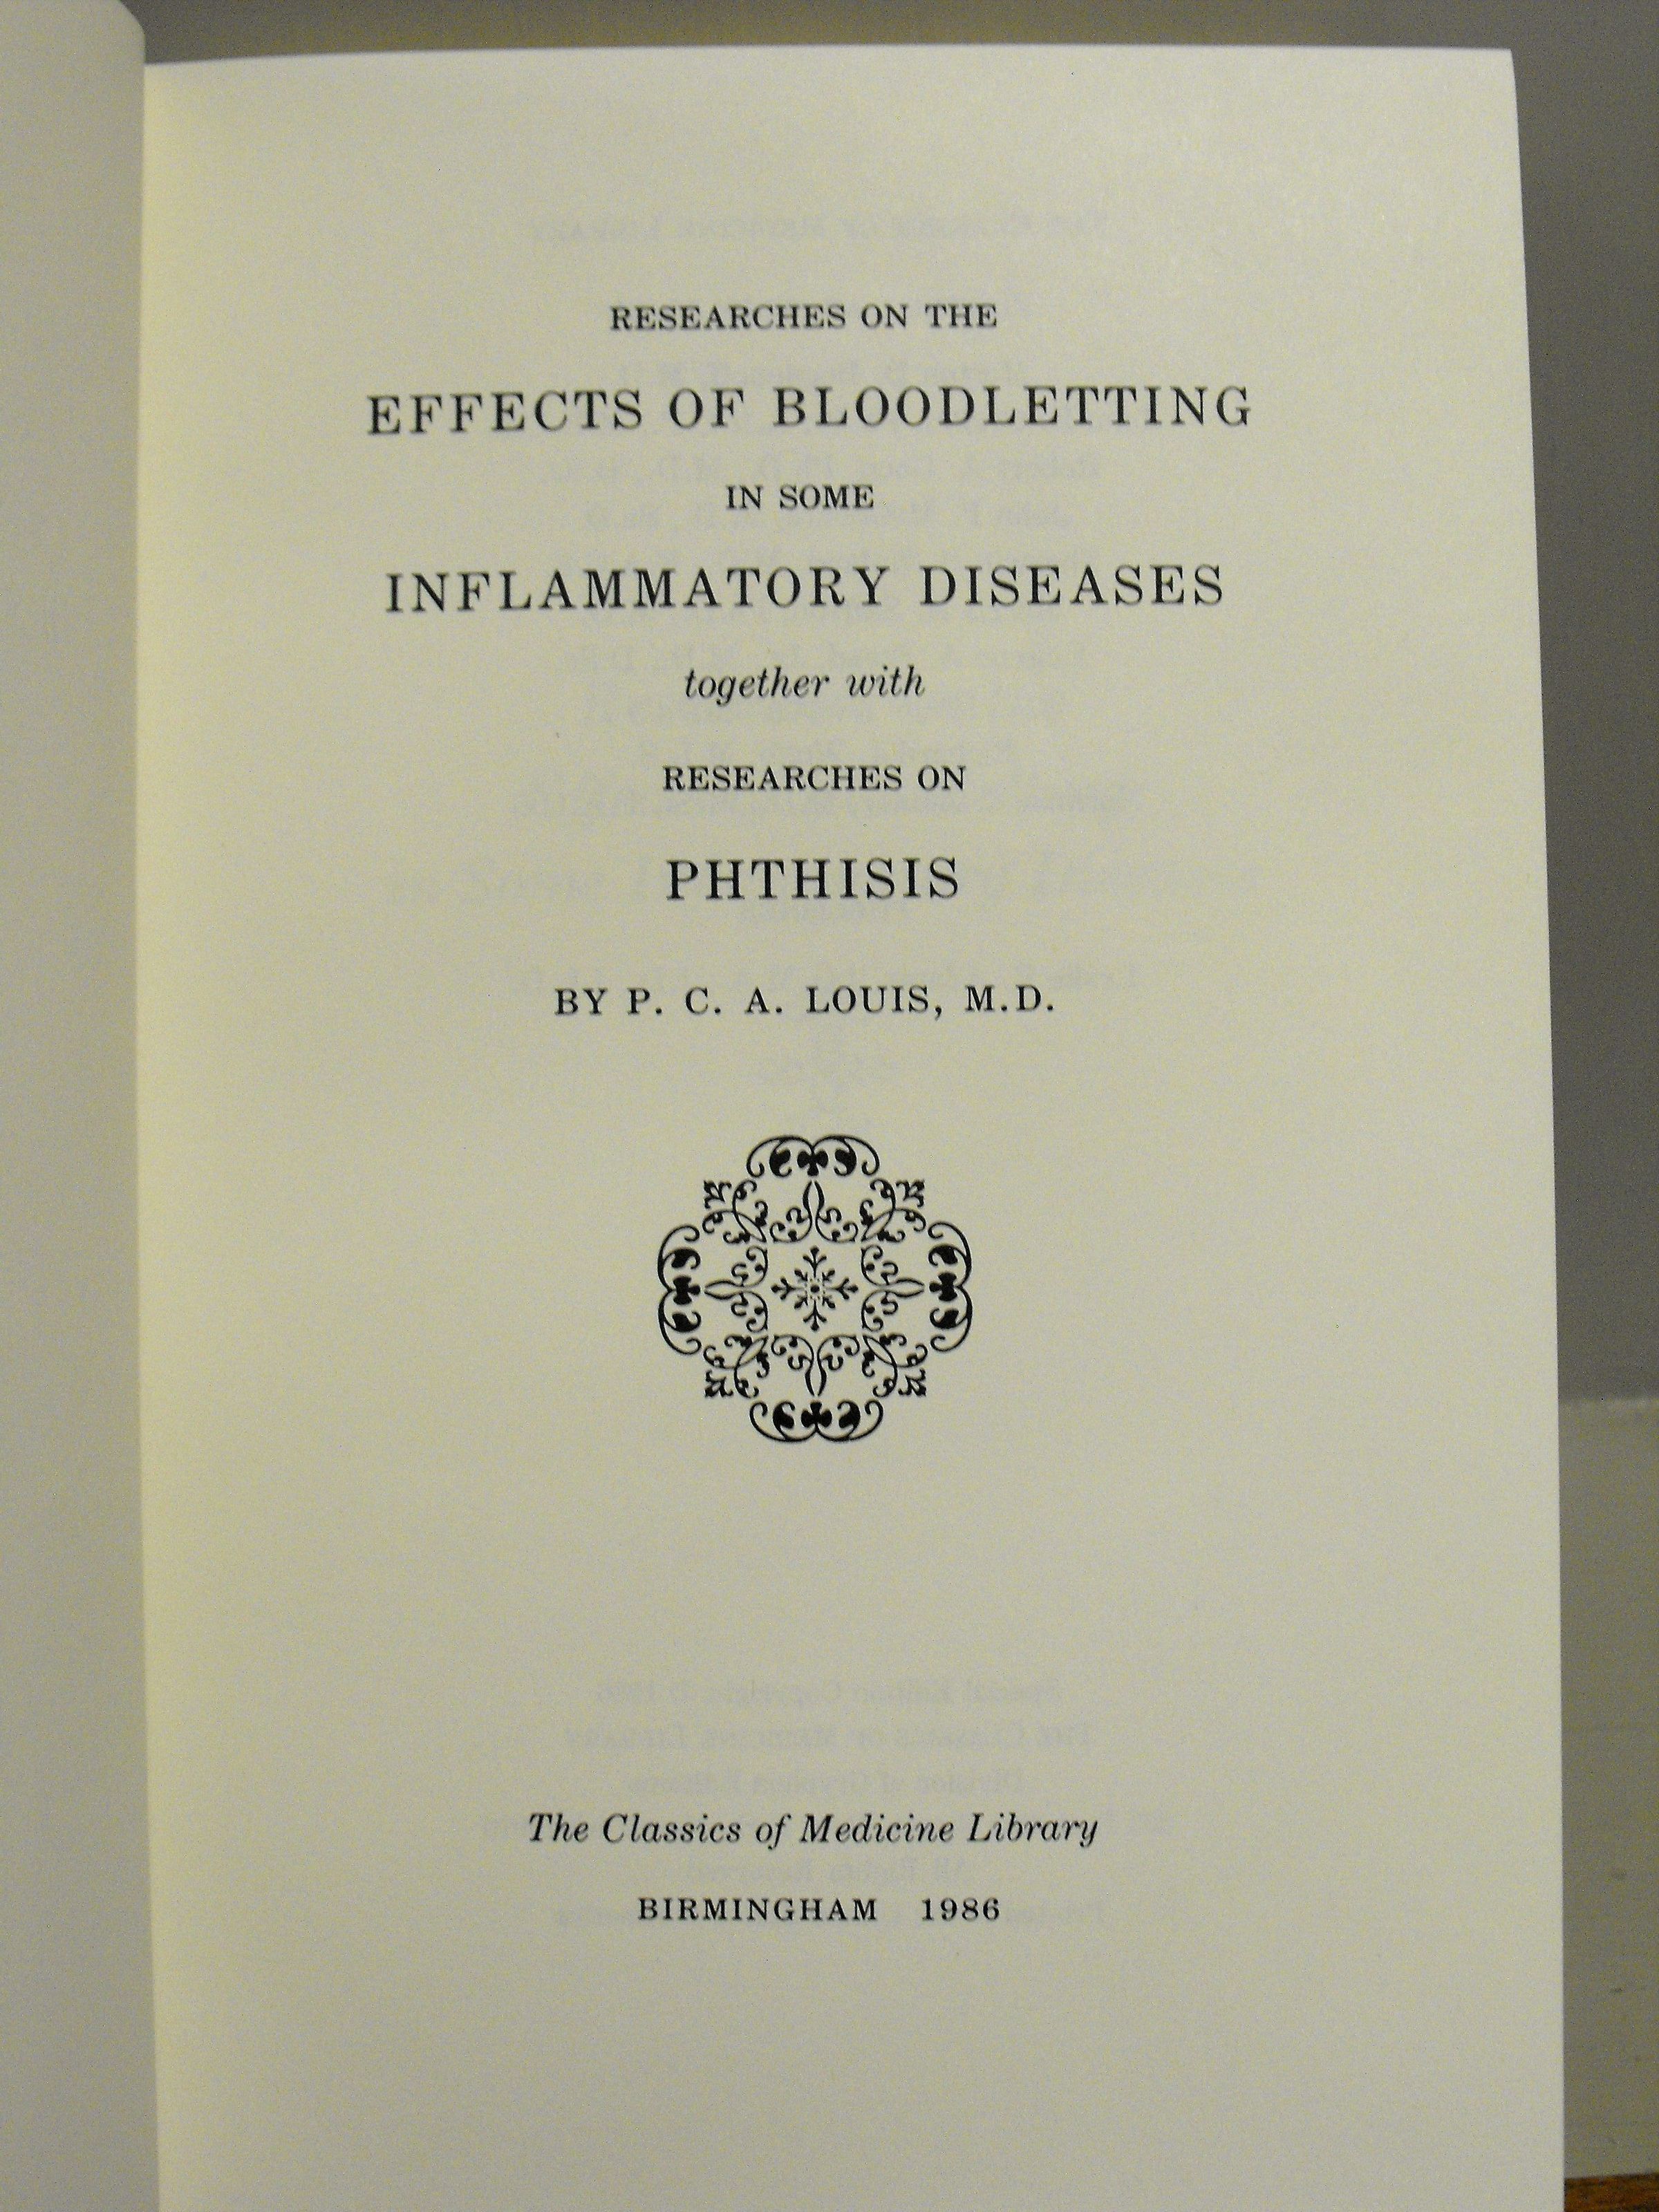 RESEARCHES ON THE
EFFECTS OF BLOODLETTING
IN SOME
INFLAMMATORY DISEASES
together with
RESEARCHES ON
PHTHISIS
BY P. C. A. LOUIS, M.D.
The Classics of Medicine Library
BIRMINGHAM 1986